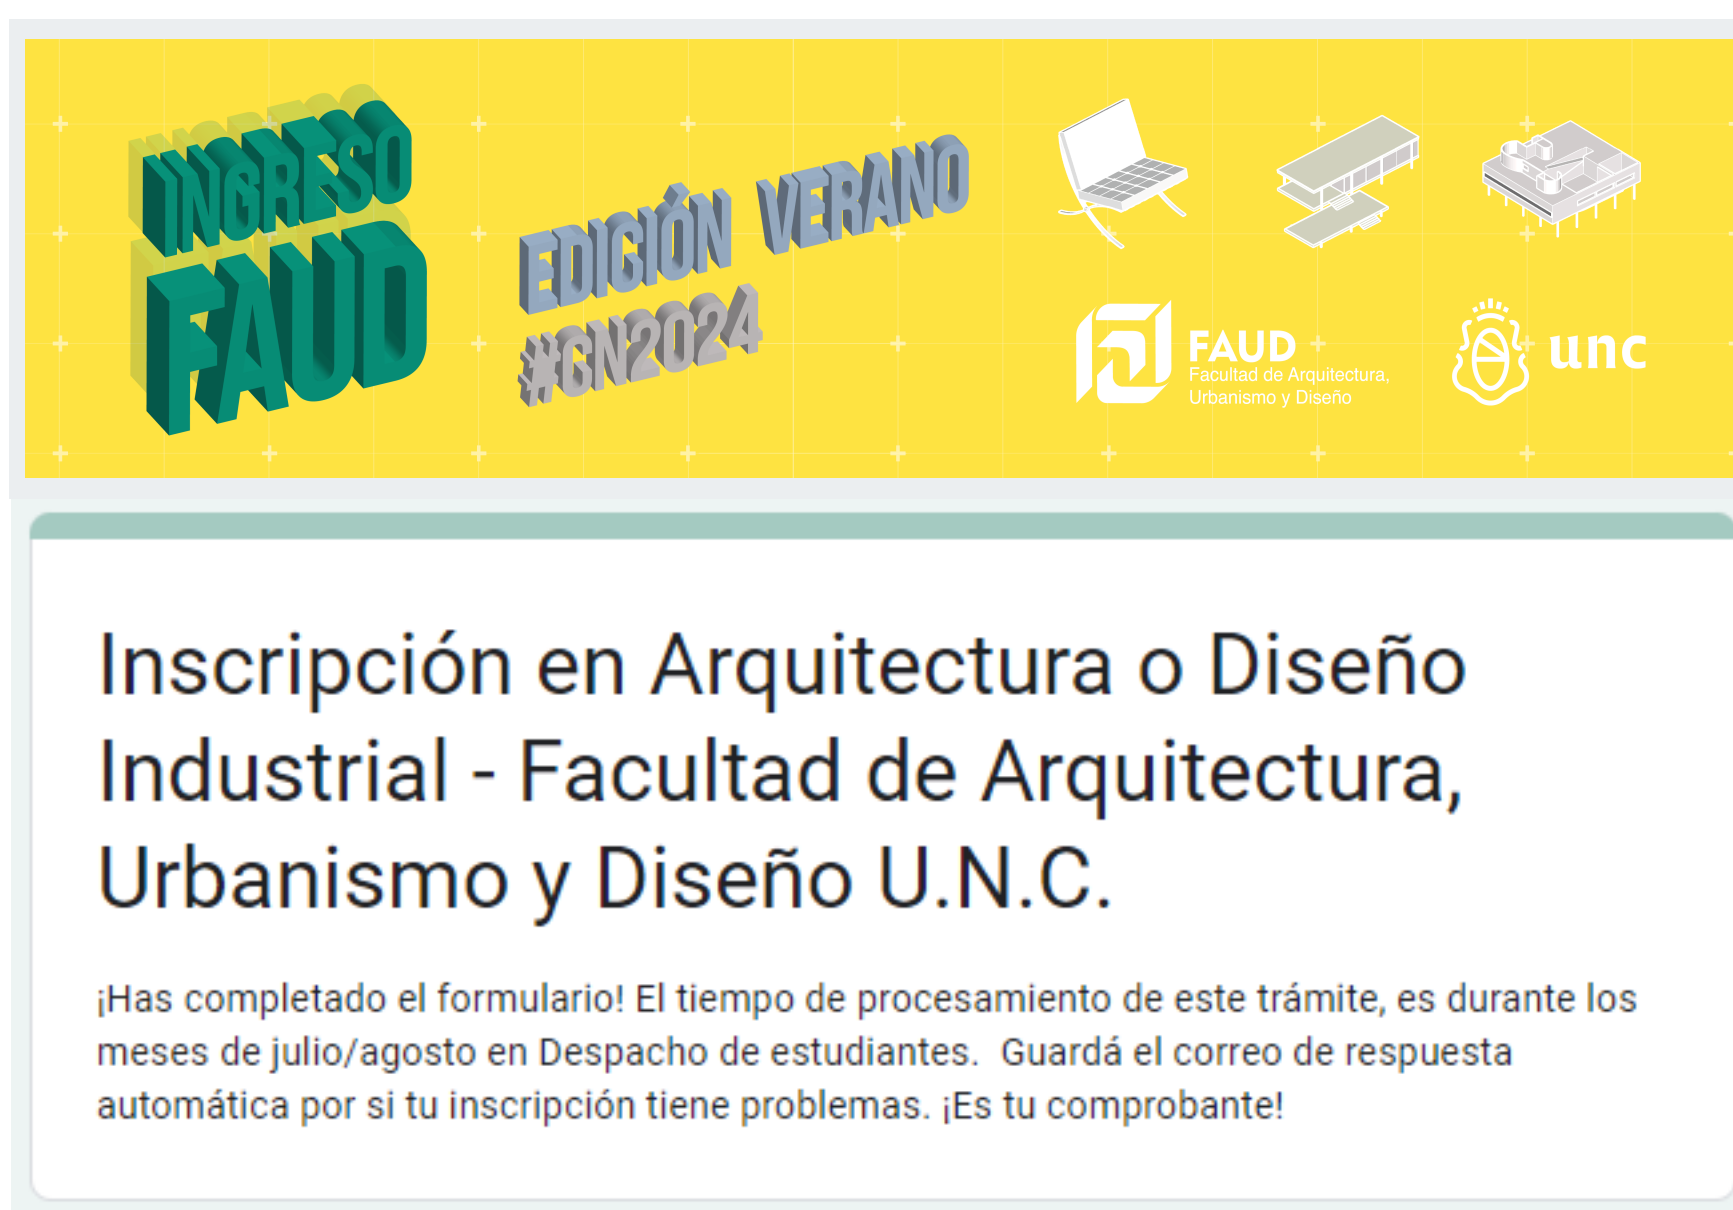 INGRESO
FAUD
EDICIÓN VERANO
#GN2024
FAUD
Facultad de Arquitectura,
Urbanismo y Diseño
unc
Inscripción en Arquitectura o Diseño
Industrial - Facultad de Arquitectura,
Urbanismo y Diseño U.N.C.
¡Has completado el formulario! El tiempo de procesamiento de este trámite, es durante los
meses de julio/agosto en Despacho de estudiantes.  Guardá el correo de respuesta
automática por si tu inscripción tiene problemas. ¡Es tu comprobante!